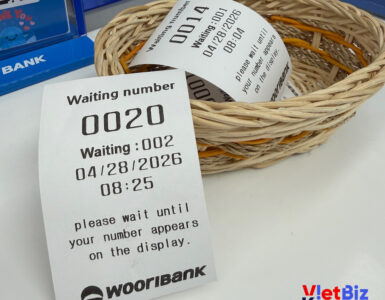 BANK
Waiting number
0014
Waiting :001
04/28/2026
08:04
please wait until
your number appears
on the display.
Waiting number
0020
Waiting :002
04/28/2026
08:25
please wait until
your number appears
on the display.
WOORIBANK
VietBiz